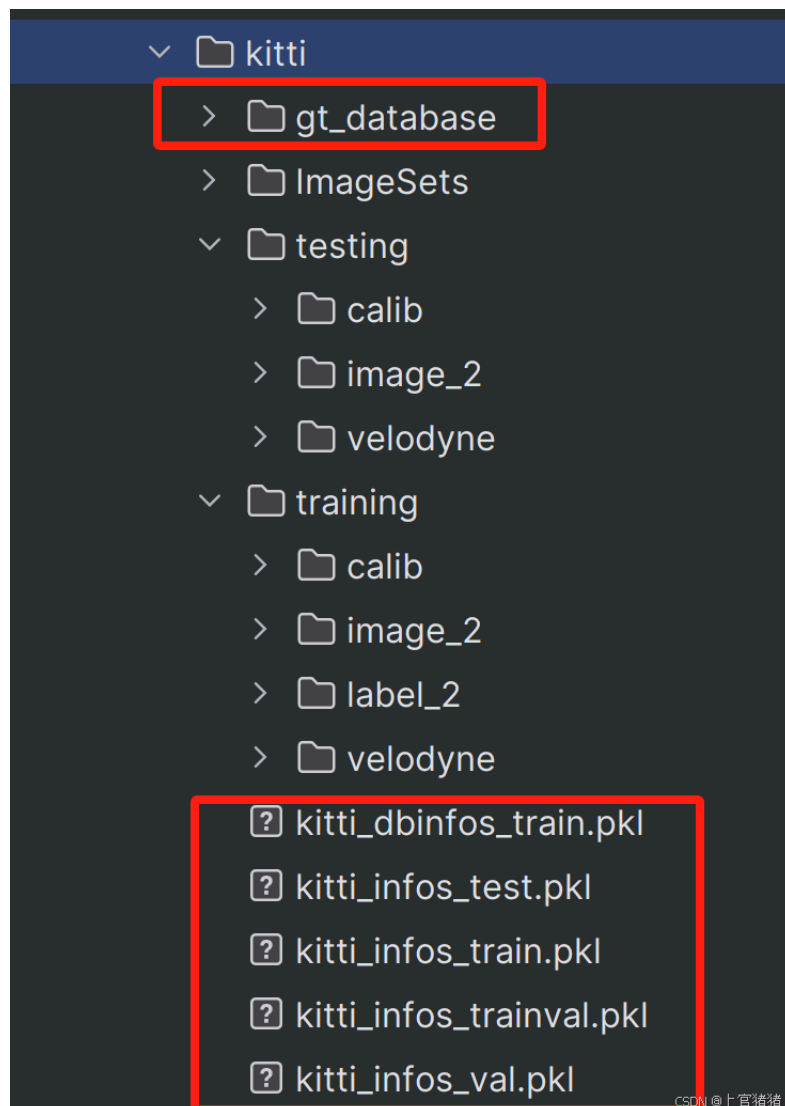 kitti
gt_database
ImageSets
testing
calib
image_2
velodyne
training
calib
image_2
label_2
velodyne
kitti_dbinfos_train.pkl
kitti_infos_test.pkl
kitti_infos_train.pkl
kitti_infos_trainval.pkl
kitti_infos_val.pkl
CSDN @上官猪猪